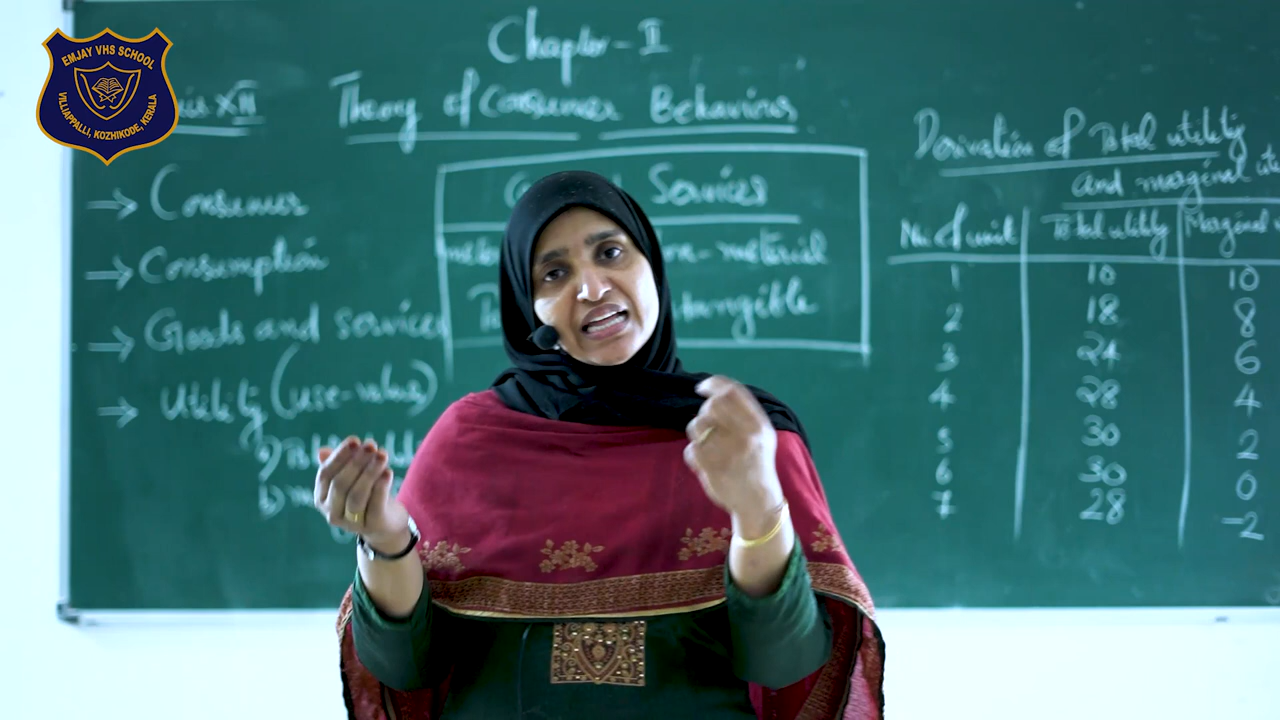 EMJAY VHS SCHOOL
VILLIAPPALLI, KOZHIKODE, KERALA
XII
Chapter - II
Theory of Consumer Behaviour
→ Consumer
→ Consumption
→ Goods and services
→ Utility (use-value)
a)
b)
Services
non-material
intangible
Derivation of Total utility
and marginal
No: of unit Total utility Marginal
1 10 10
2 18 8
3 24 6
4 28 4
5 30 2
6 30 0
7 28 -2